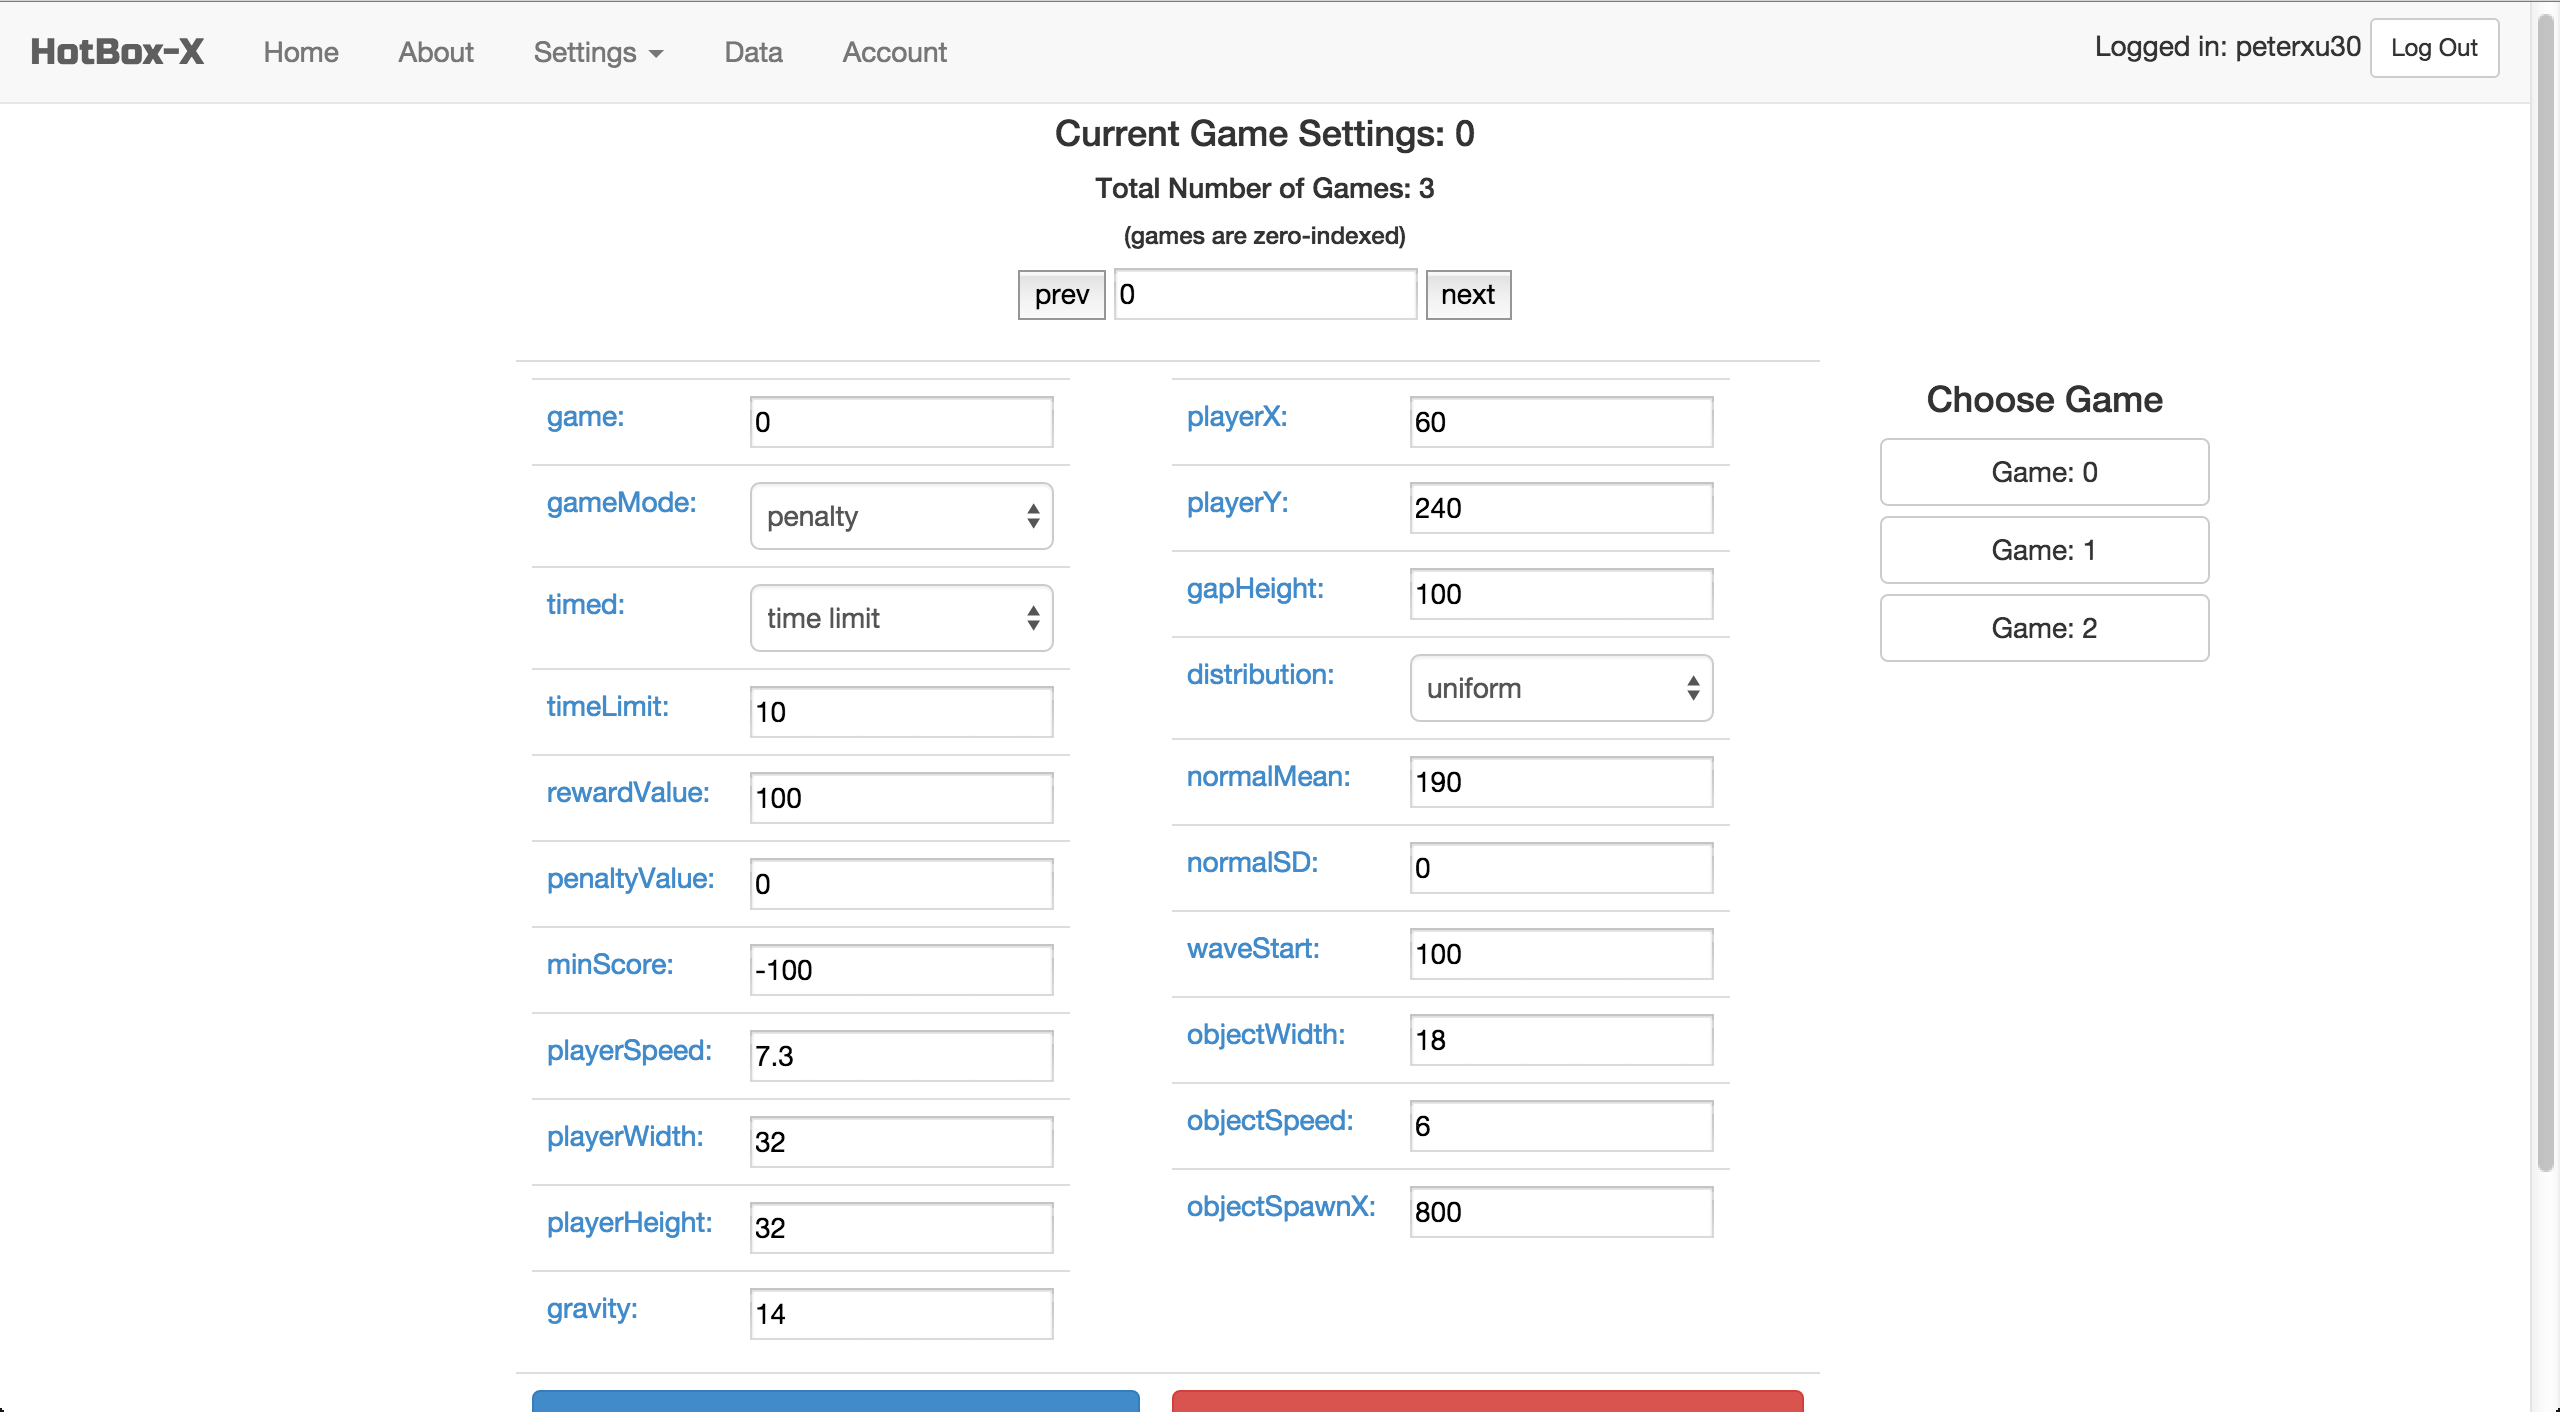 HotBox-X Home About Settings Data Account Logged in: peterxu30 Log Out
Current Game Settings: 0
Total Number of Games: 3
(games are zero-indexed)
prev 0 next
game: 0
gameMode: penalty
timed: time limit
timeLimit: 10
rewardValue: 100
penaltyValue: 0
minScore: -100
playerSpeed: 7.3
playerWidth: 32
playerHeight: 32
gravity: 14
playerX: 60
playerY: 240
gapHeight: 100
distribution: uniform
normalMean: 190
normalSD: 0
waveStart: 100
objectWidth: 18
objectSpeed: 6
objectSpawnX: 800
Choose Game
Game: 0
Game: 1
Game: 2